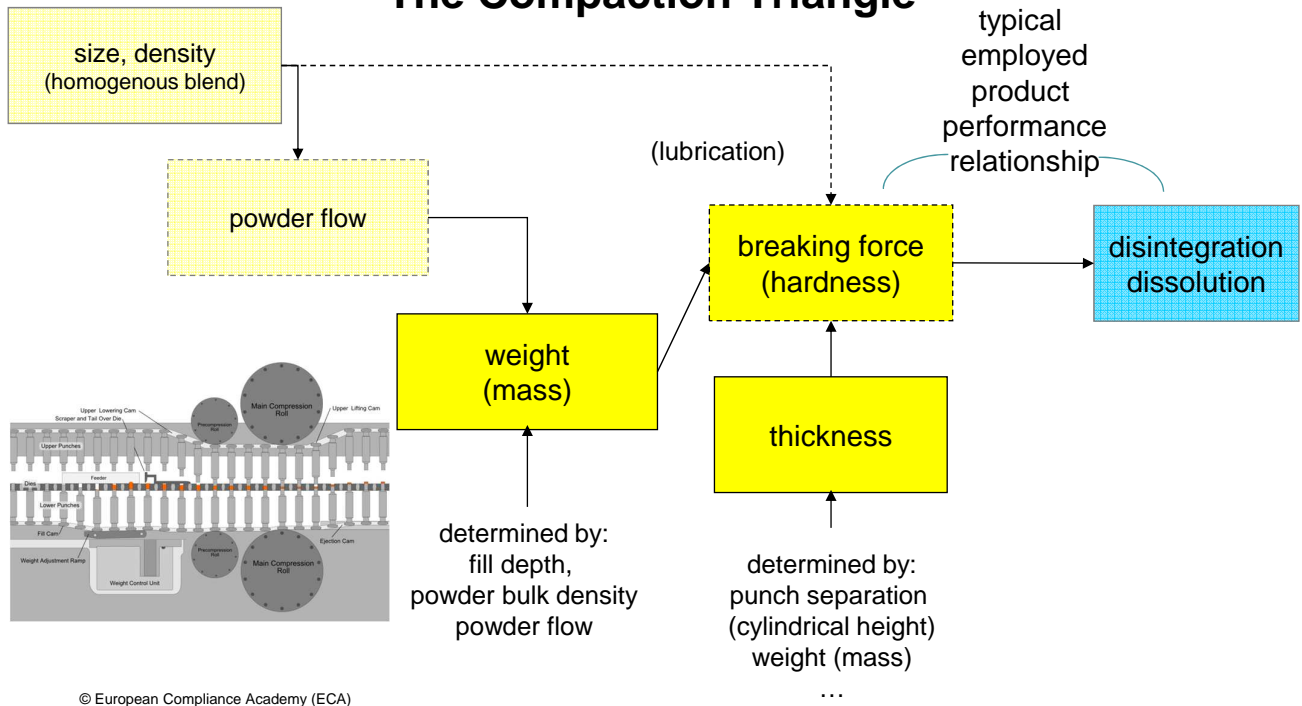 The Compaction Triangle
size, density
(homogenous blend)
powder flow
(lubrication)
typical
employed
product
performance
relationship
breaking force
(hardness)
disintegration
dissolution
weight
(mass)
thickness
determined by:
fill depth,
powder bulk density
powder flow
determined by:
punch separation
(cylindrical height)
weight (mass)
…
Upper Lowering Cam
Scraper and Tail Over Die
Precompression
Roll
Main Compression
Roll
Upper Lifting Cam
Upper Punches
Feeder
Dies
Lower Punches
Fill Cam
Weight Adjustment Ramp
Weight Control Unit
Precompression
Roll
Main Compression
Roll
Ejection Cam
© European Compliance Academy (ECA)